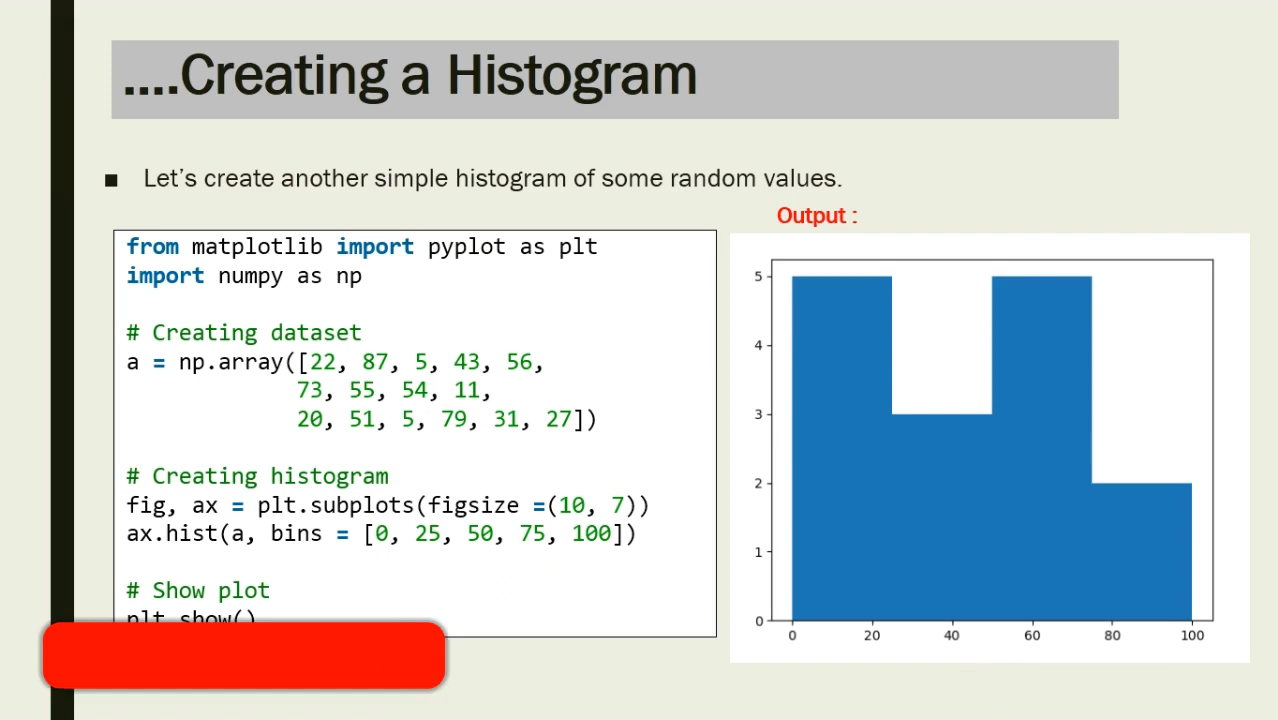 ....Creating a Histogram
■ Let's create another simple histogram of some random values.
Output :
from matplotlib import pyplot as plt
import numpy as np
# Creating dataset
a = np.array([22, 87, 5, 43, 56,
73, 55, 54, 11,
20, 51, 5, 79, 31, 27])
# Creating histogram
fig, ax = plt.subplots(figsize =(10, 7))
ax.hist(a, bins = [0, 25, 50, 75, 100])
# Show plot
plt.show()
5
4
3
2
1
0
0 20 40 60 80 100